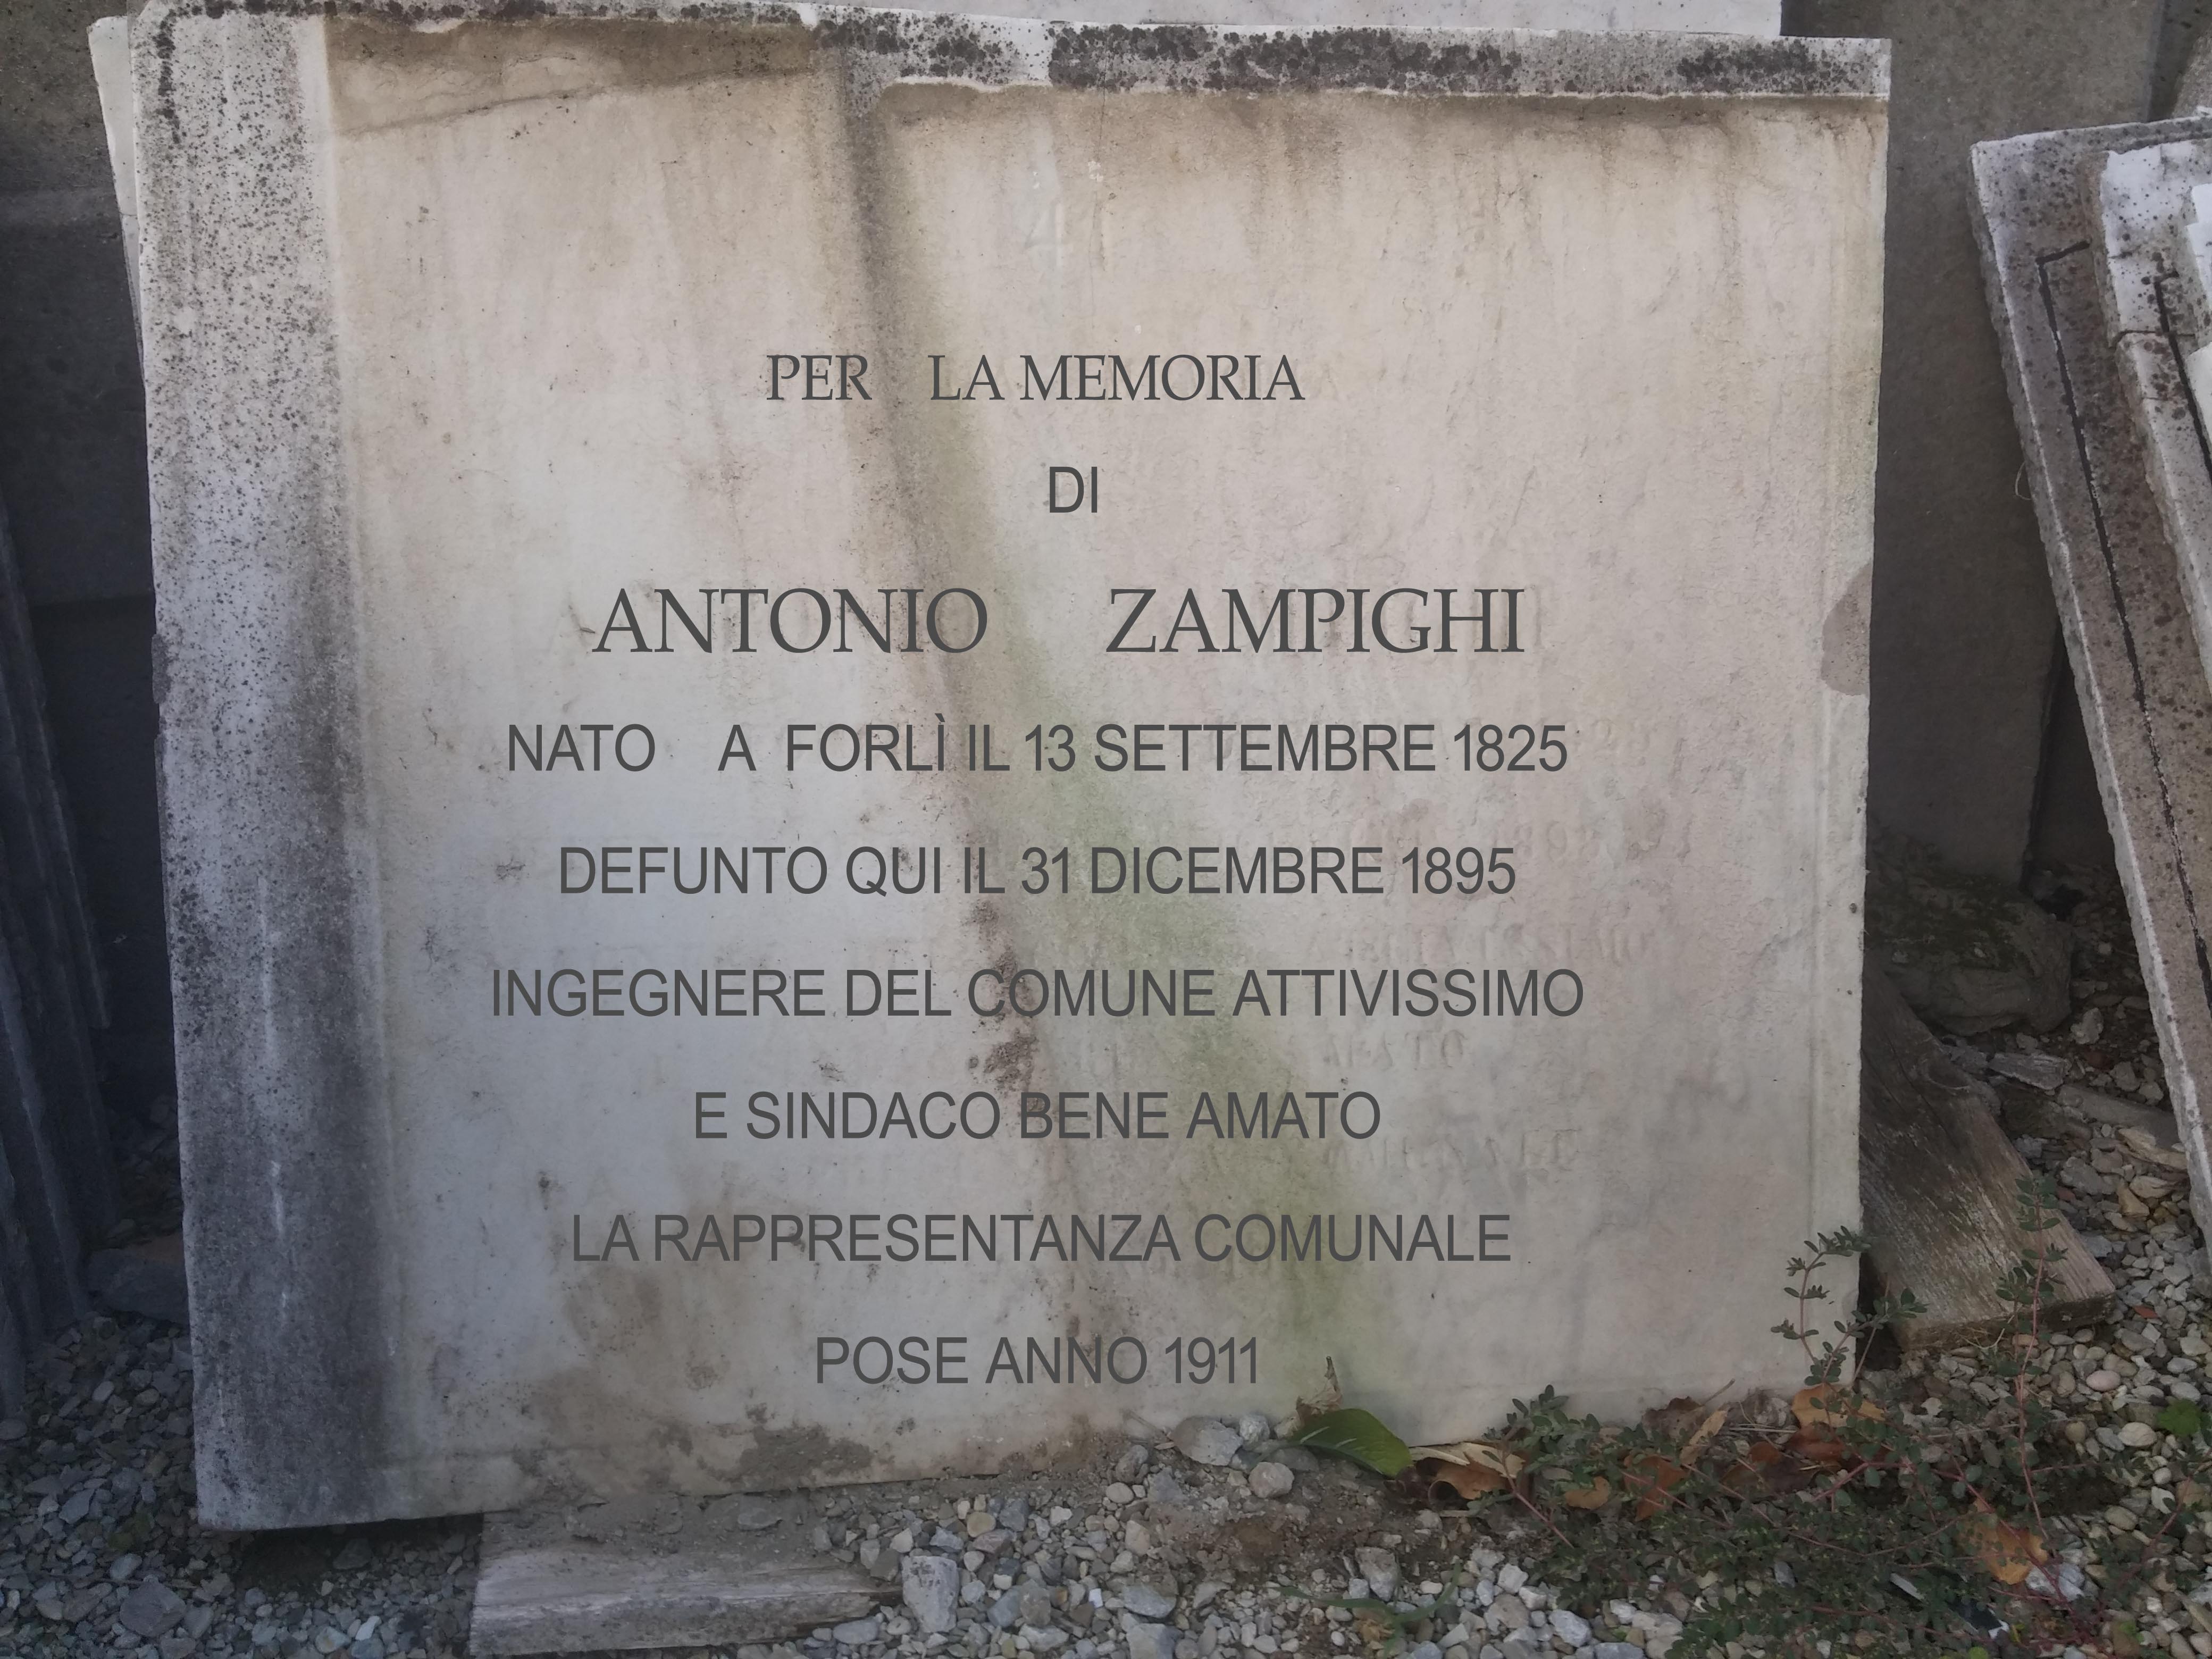 PER LA MEMORIA
DI
ANTONIO ZAMPIGHI
NATO A FORLÌ IL 13 SETTEMBRE 1825
DEFUNTO QUI IL 31 DICEMBRE 1895
INGEGNERE DEL COMUNE ATTIVISSIMO
E SINDACO BENE AMATO
LA RAPPRESENTANZA COMUNALE
POSE ANNO 1911